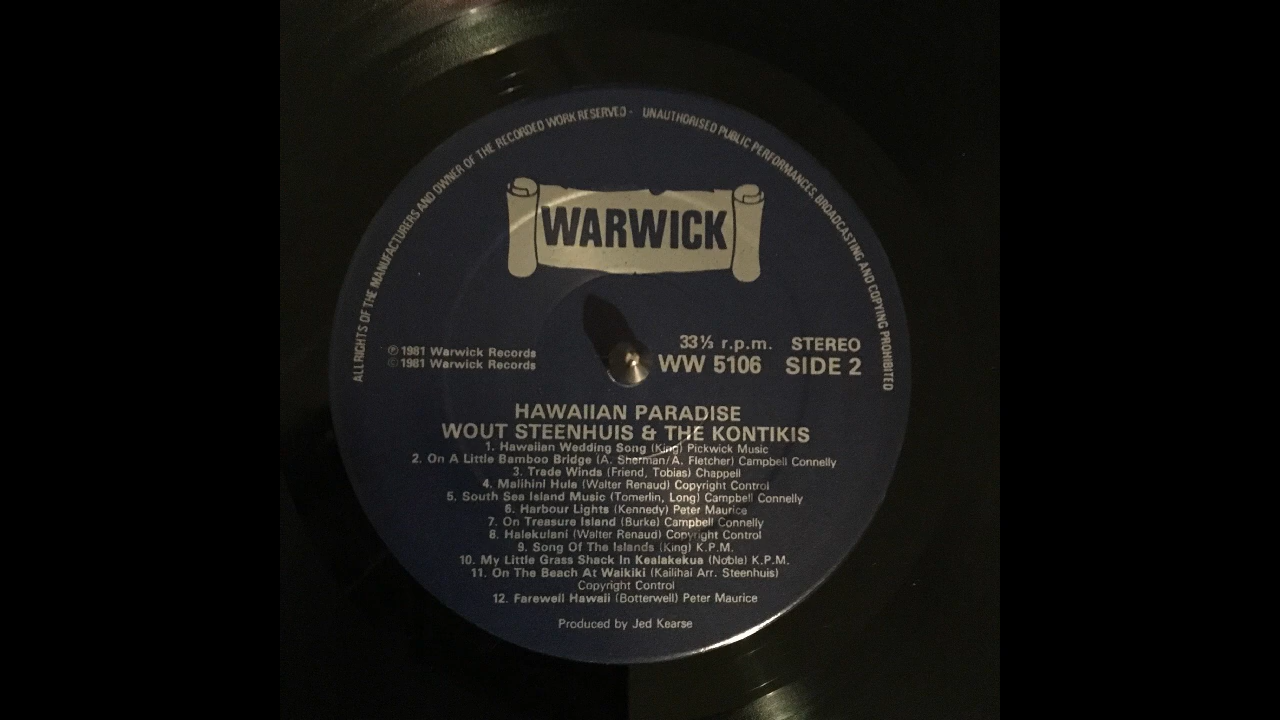 ALL RIGHTS OF THE MANUFACTURERS AND OWNER OF THE RECORDED WORK RESERVED · UNAUTHORISED PUBLIC PERFORMANCES, BROADCASTING AND COPYING PROHIBITED
WARWICK
33⅓ r.p.m. STEREO
℗ 1981 Warwick Records
© 1981 Warwick Records
WW 5106 SIDE 2
HAWAIIAN PARADISE
WOUT STEENHUIS & THE KONTIKIS
1. Hawaiian Wedding Song (King) Pickwick Music
2. On A Little Bamboo Bridge (A. Sherman/A. Fletcher) Campbell Connelly
3. Trade Winds (Friend, Tobias) Chappell
4. Malihini Hula (Walter Renaud) Copyright Control
5. South Sea Island Music (Tomerlin, Long) Campbell Connelly
6. Harbour Lights (Kennedy) Peter Maurice
7. On Treasure Island (Burke) Campbell Connelly
8. Halekulani (Walter Renaud) Copyright Control
9. Song Of The Islands (King) K.P.M.
10. My Little Grass Shack In Kealakekua (Noble) K.P.M.
11. On The Beach At Waikiki (Kailihai Arr. Steenhuis)
Copyright Control
12. Farewell Hawaii (Botterwell) Peter Maurice
Produced by Jed Kearse